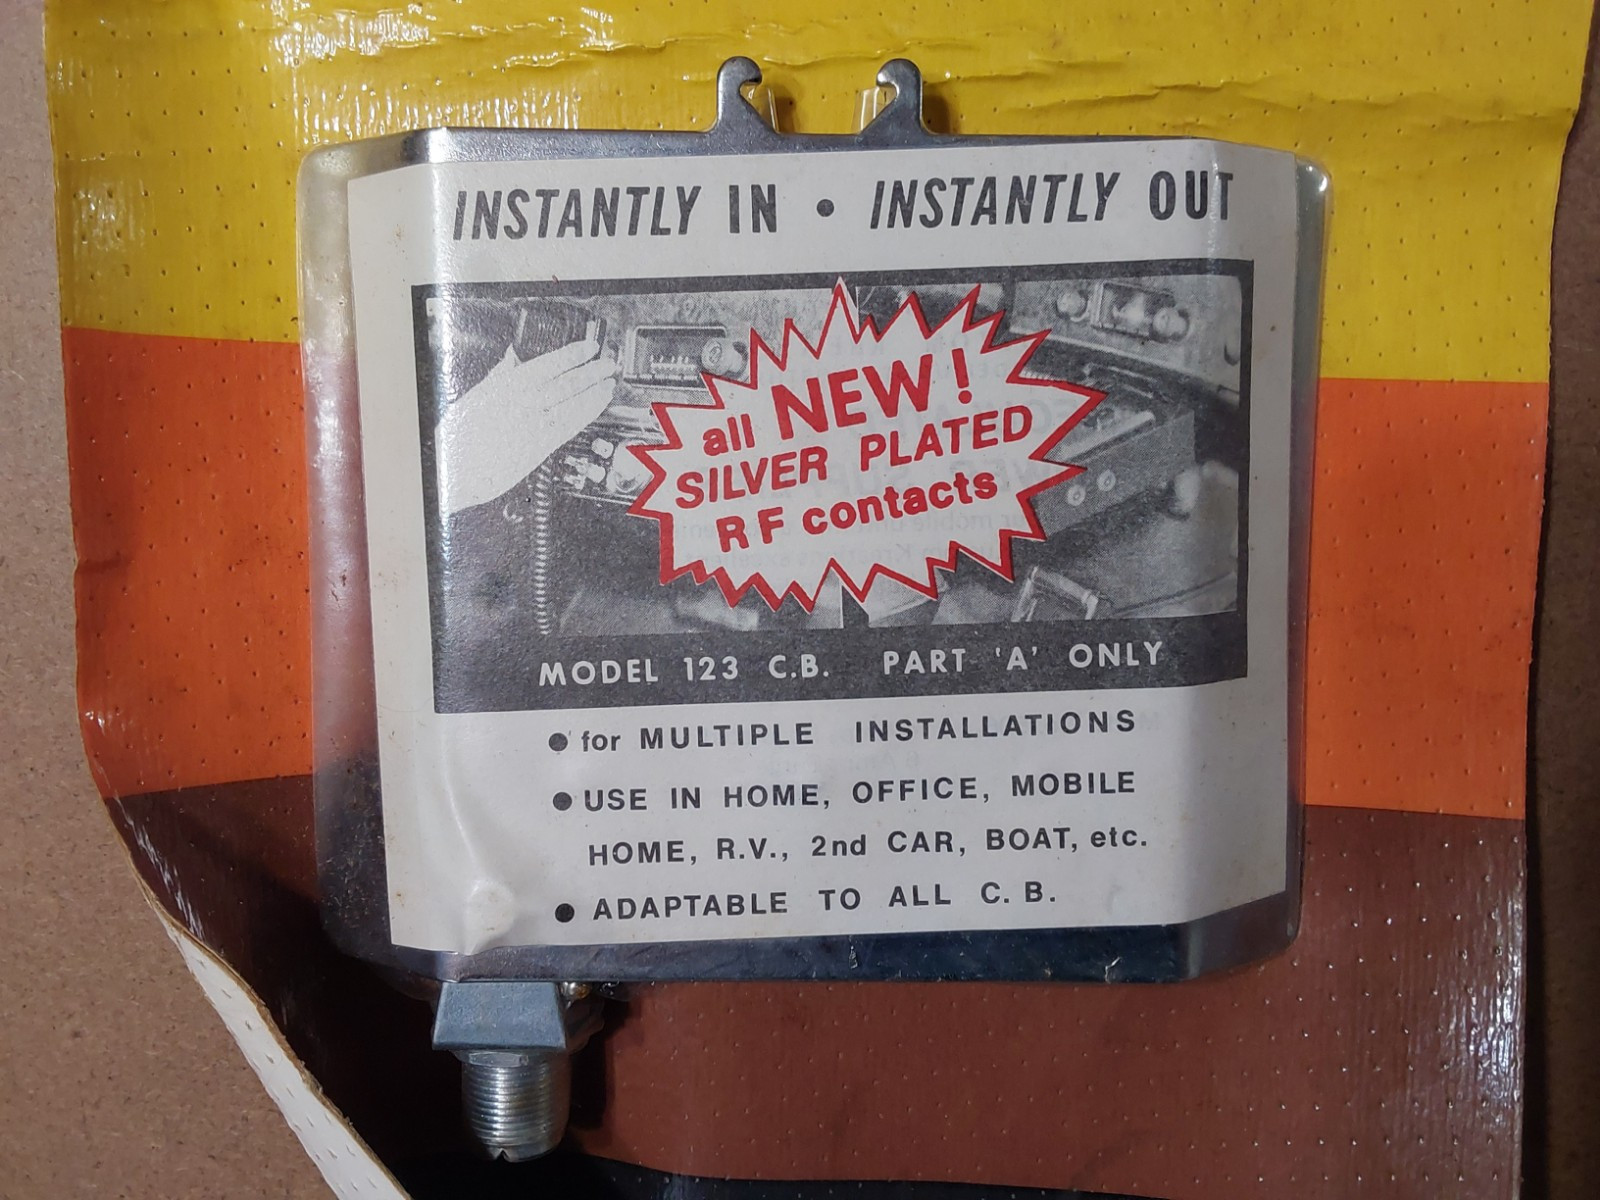 INSTANTLY IN • INSTANTLY OUT
all NEW!
SILVER PLATED
RF contacts
MODEL 123 C.B. PART 'A' ONLY
● for MULTIPLE INSTALLATIONS
● USE IN HOME, OFFICE, MOBILE
HOME, R.V., 2nd CAR, BOAT, etc.
● ADAPTABLE TO ALL C.B.